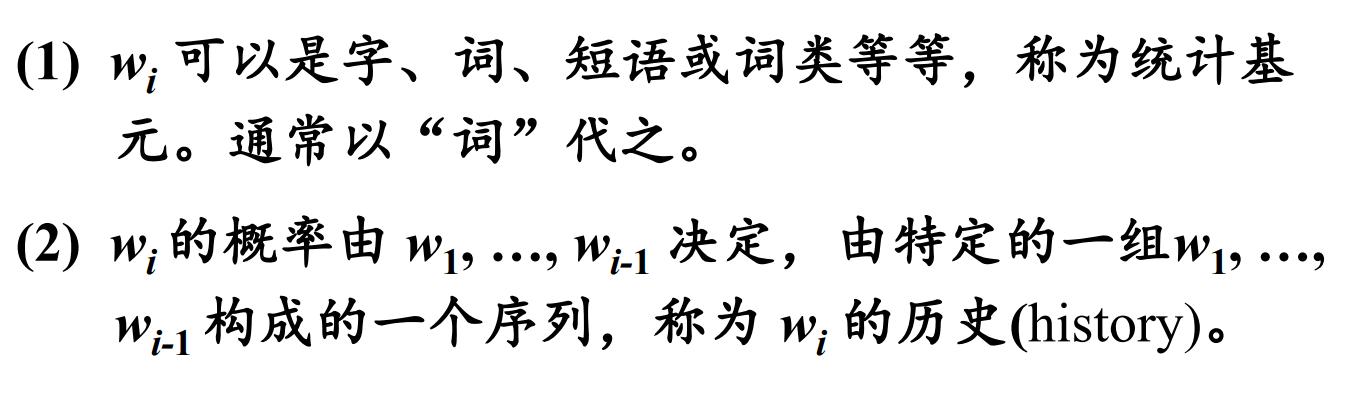 (1) wᵢ 可以是字、词、短语或词类等等，称为统计基
元。通常以“词”代之。
(2) wᵢ 的概率由 w₁, …, wᵢ₋₁ 决定，由特定的一组w₁, …,
wᵢ₋₁ 构成的一个序列，称为 wᵢ 的历史(history)。